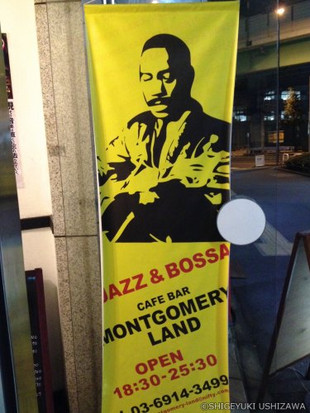 JAZZ & BOSSA
CAFE BAR
MONTGOMERY
LAND
OPEN
18:30-25:30
03-6914-3499
©SHIGEYUKI USHIZAWA